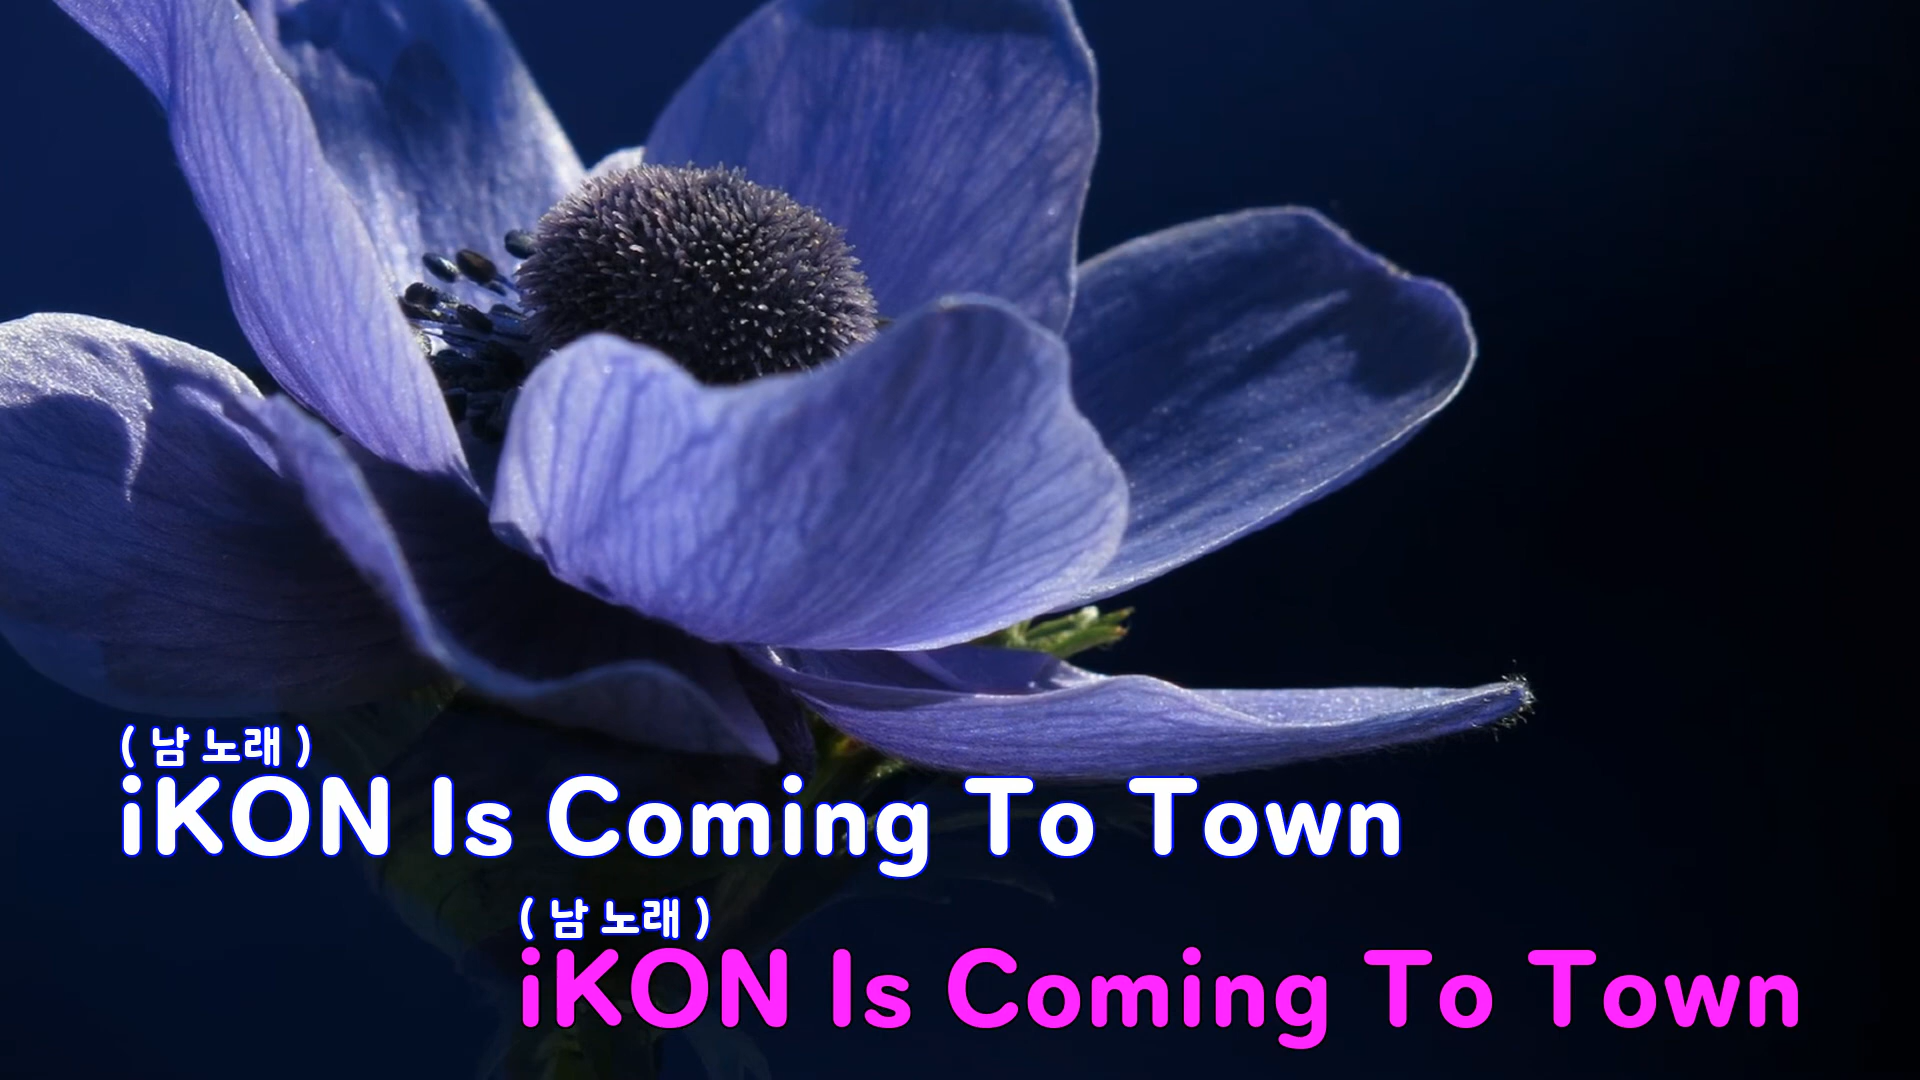 ( 남 노래 )
iKON Is Coming To Town
( 남 노래 )
iKON Is Coming To Town